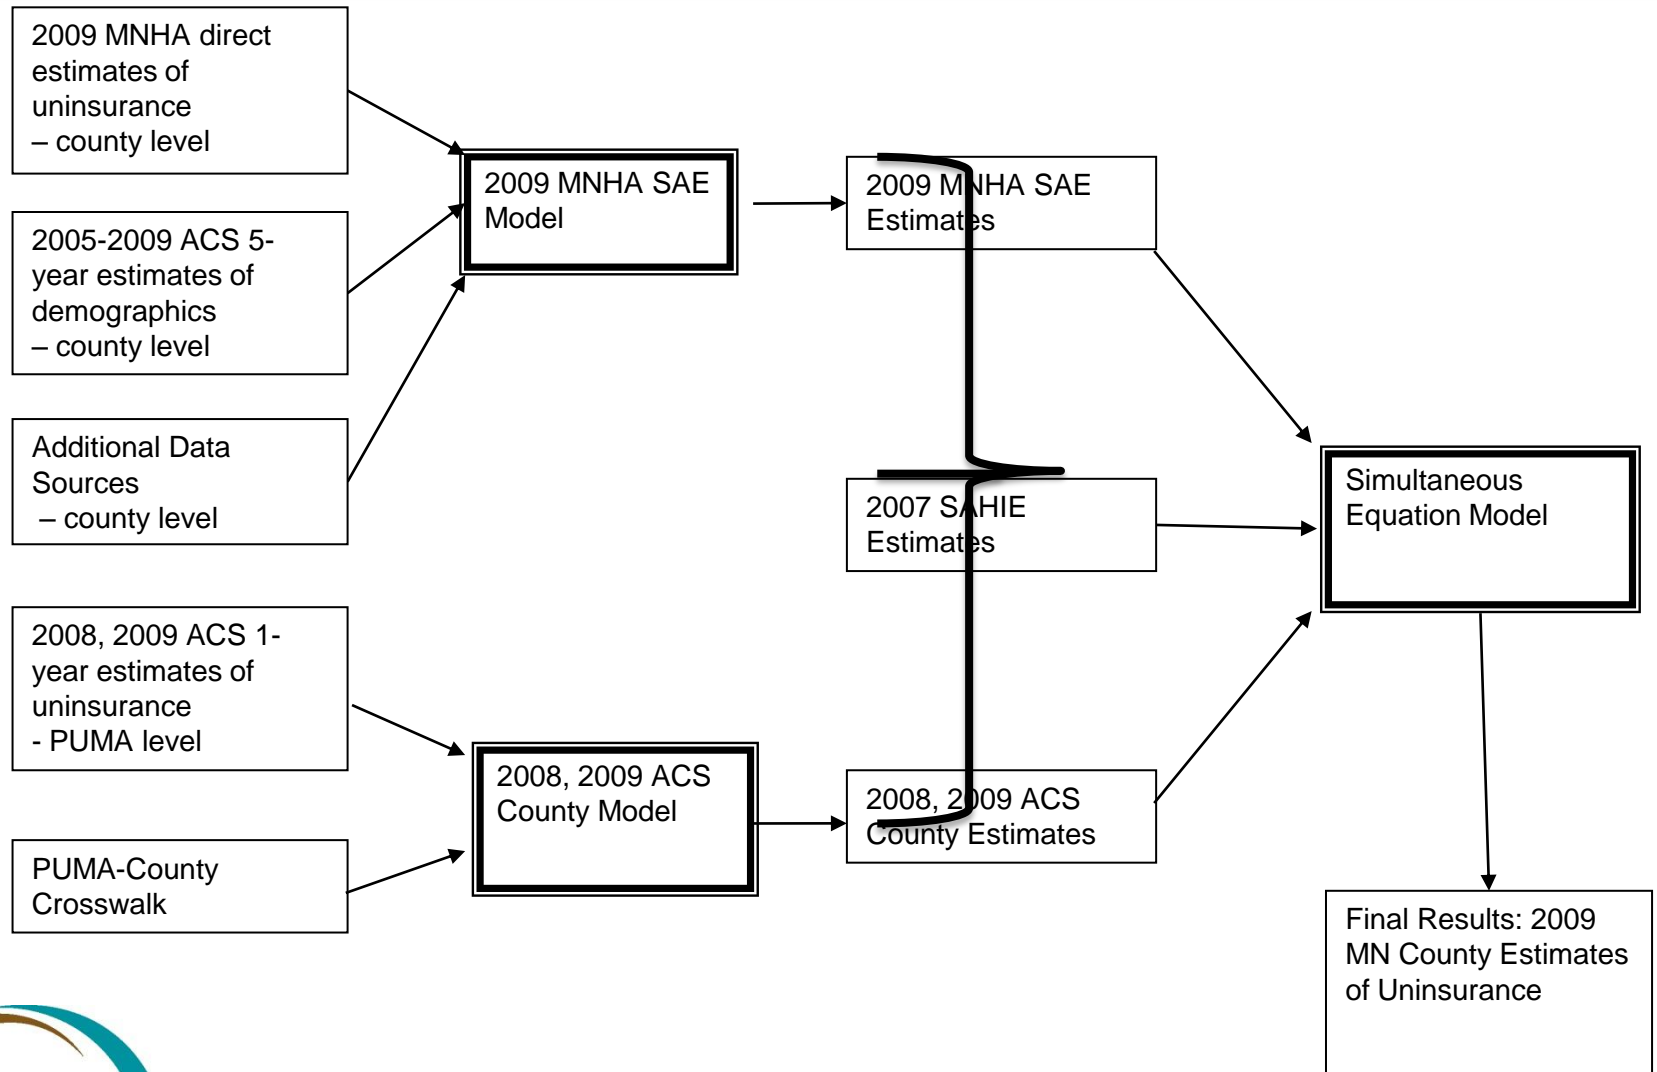 2009 MNHA direct
estimates of
uninsurance
– county level
2005-2009 ACS 5-
year estimates of
demographics
– county level
Additional Data
Sources
– county level
2008, 2009 ACS 1-
year estimates of
uninsurance
- PUMA level
PUMA-County
Crosswalk
2009 MNHA SAE
Model
2008, 2009 ACS
County Model
2009 MNHA SAE
Estimates
2007 SAHIE
Estimates
2008, 2009 ACS
County Estimates
Simultaneous
Equation Model
Final Results: 2009
MN County Estimates
of Uninsurance